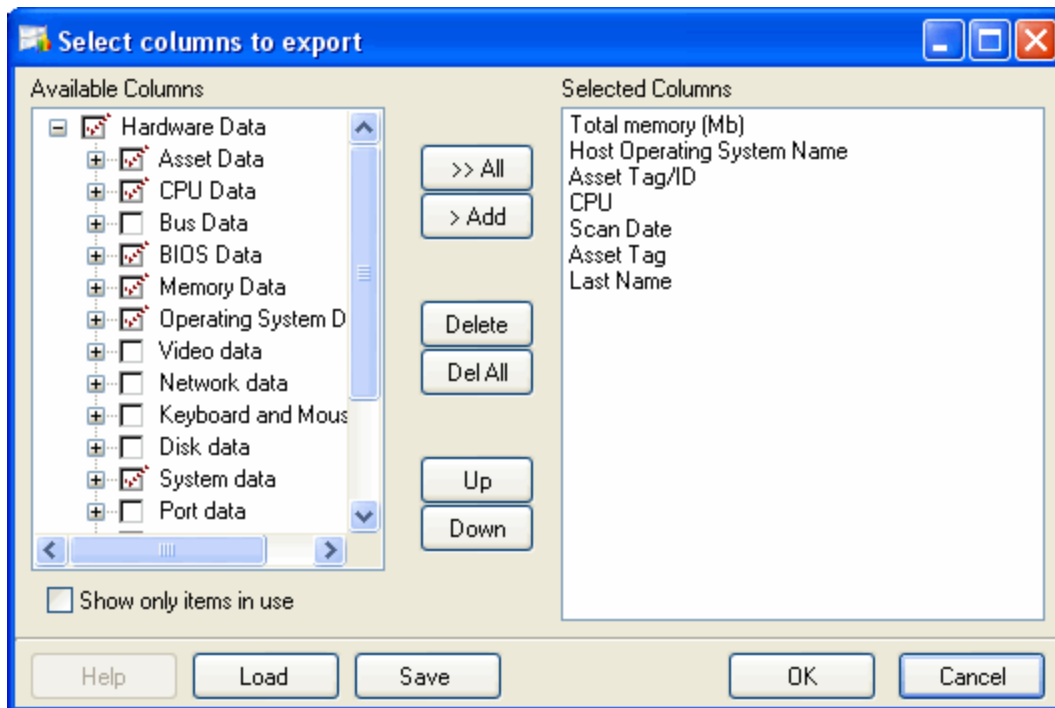 Select columns to export
Available Columns
Hardware Data
Asset Data
CPU Data
Bus Data
BIOS Data
Memory Data
Operating System D
Video data
Network data
Keyboard and Mous
Disk data
System data
Port data
Show only items in use
>> All
> Add
Delete
Del All
Up
Down
Selected Columns
Total memory (Mb)
Host Operating System Name
Asset Tag/ID
CPU
Scan Date
Asset Tag
Last Name
Help
Load
Save
OK
Cancel